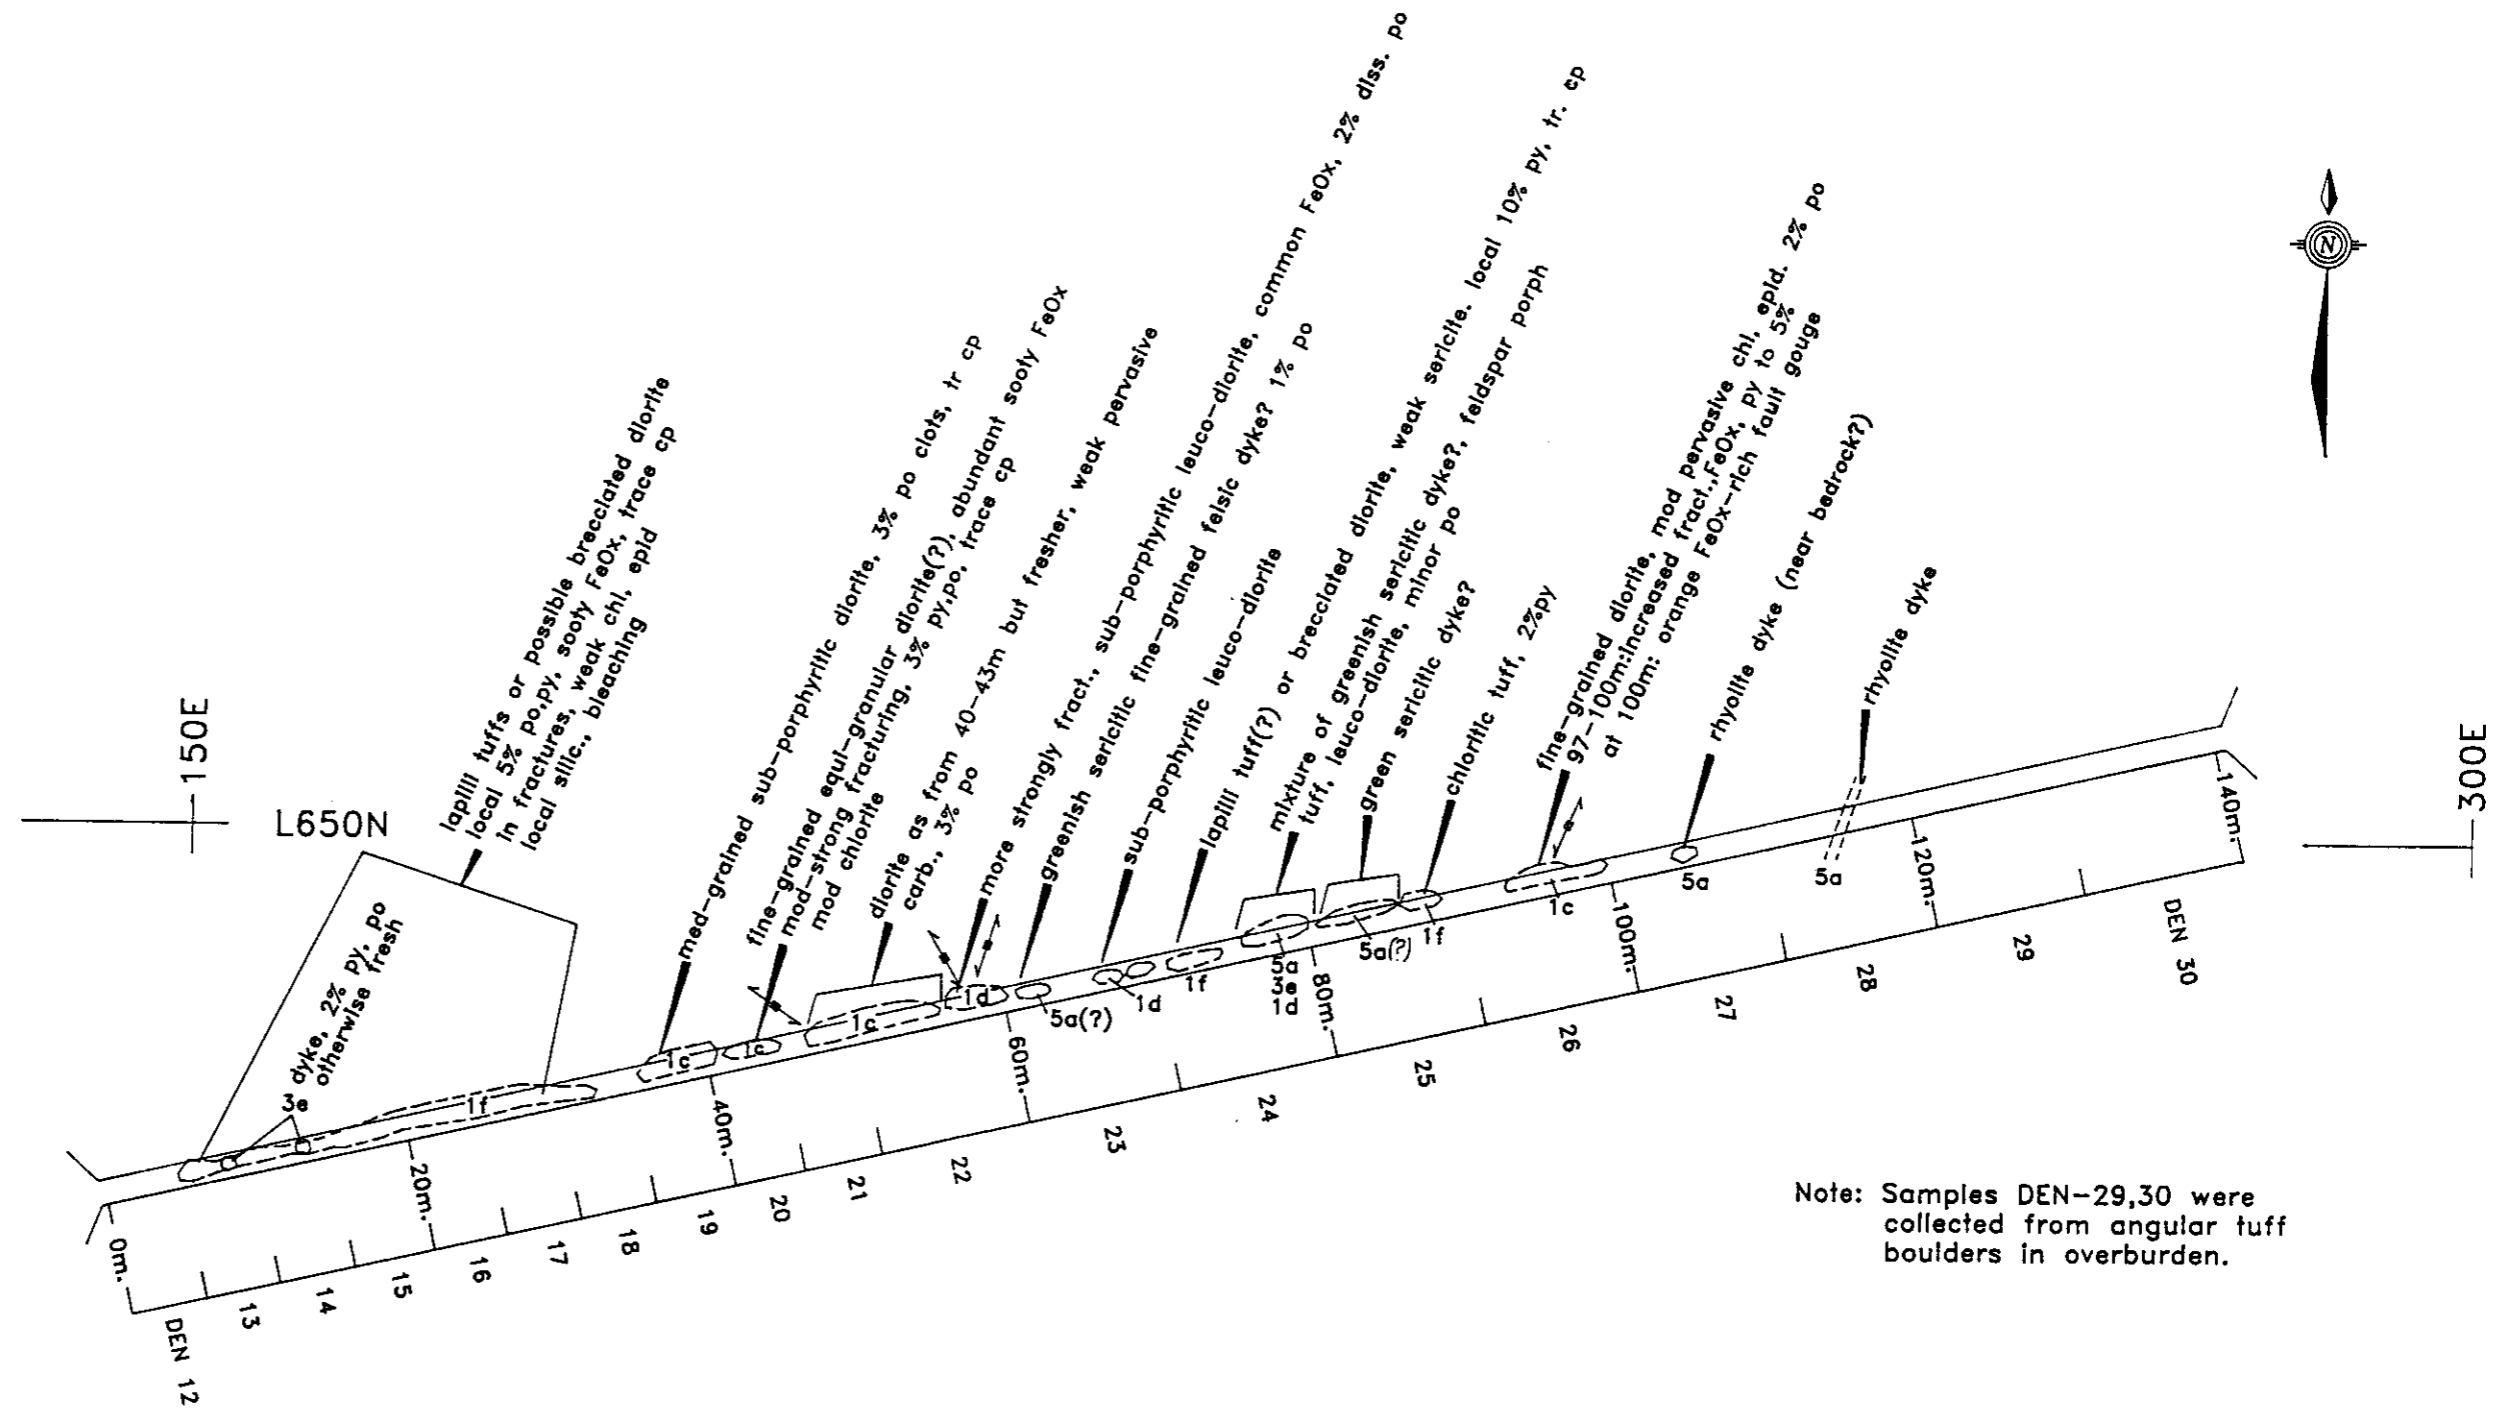 lapilli tuffs or possible brecciated diorite
local 5% po,py, sooty FeOx, trace cp
in fractures, weak chl, epid
local silic., bleaching
med-grained sub-porphyritic diorite, 3% po clots, tr cp
fine-grained equi-granular diorite(?), abundant sooty FeOx
mod-strong fracturing, 3% py,po, trace cp
mod chlorite
diorite as from 40-43m but fresher, weak pervasive
carb., 3% po
more strongly fract., sub-porphyritic leuco-diorite, common FeOx, 2% diss. po
greenish sericitic fine-grained felsic dyke? 1% po
sub-porphyritic leuco-diorite
lapilli tuff(?) or brecciated diorite, weak sericite. local 10% py, tr. cp
mixture of greenish sericitic dyke?, feldspar porph
tuff, leuco-diorite, minor po
green sericitic dyke?
chloritic tuff, 2%py
fine-grained diorite, mod pervasive chl, epid. 2% po
97-100m:increased fract.,FeOx, py to 5%
at 100m: orange FeOx-rich fault gouge
rhyolite dyke (near bedrock?)
rhyolite dyke
N
150E
L650N
300E
dyke, 2% py, po
otherwise fresh
3e
1f
1c
1c
1c
1d
5a(?)
1d
1f
5a
3e
1d
5a(?)
1f
1c
5a
5a
0m.
20m.
40m.
60m.
80m.
100m.
120m.
140m.
DEN 12
13
14
15
16
17
18
19
20
21
22
23
24
25
26
27
28
29
DEN 30
Note: Samples DEN-29,30 were
collected from angular tuff
boulders in overburden.